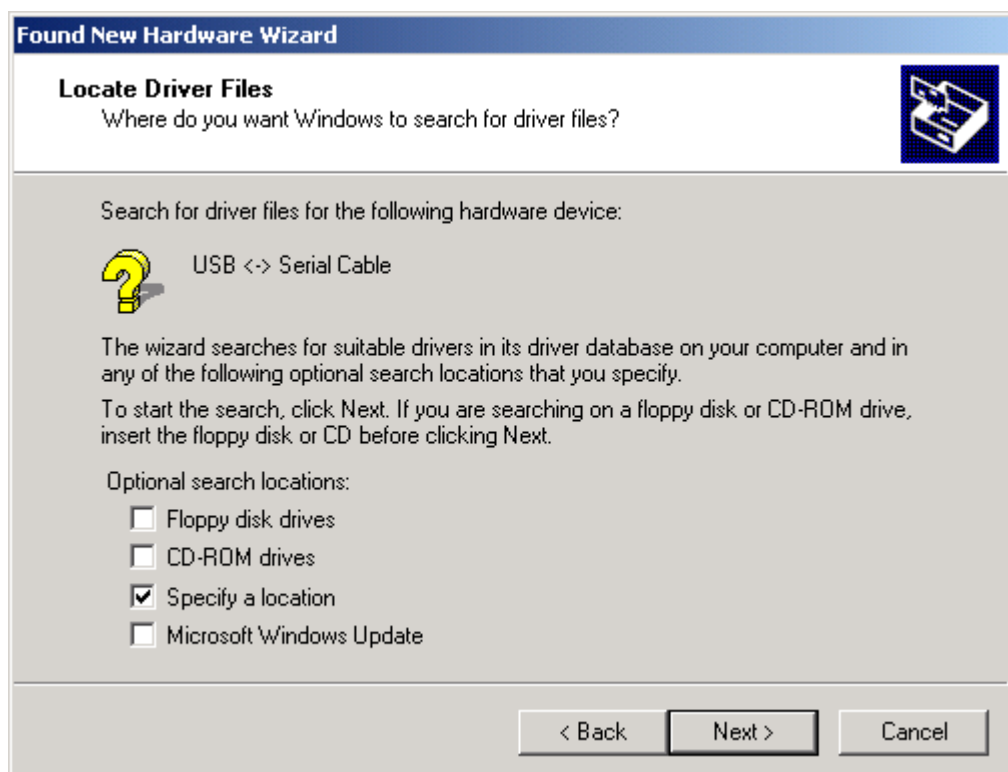 Found New Hardware Wizard
Locate Driver Files
Where do you want Windows to search for driver files?
Search for driver files for the following hardware device:
USB <-> Serial Cable
The wizard searches for suitable drivers in its driver database on your computer and in
any of the following optional search locations that you specify.
To start the search, click Next. If you are searching on a floppy disk or CD-ROM drive,
insert the floppy disk or CD before clicking Next.
Optional search locations:
Floppy disk drives
CD-ROM drives
Specify a location
Microsoft Windows Update
< Back Next > Cancel